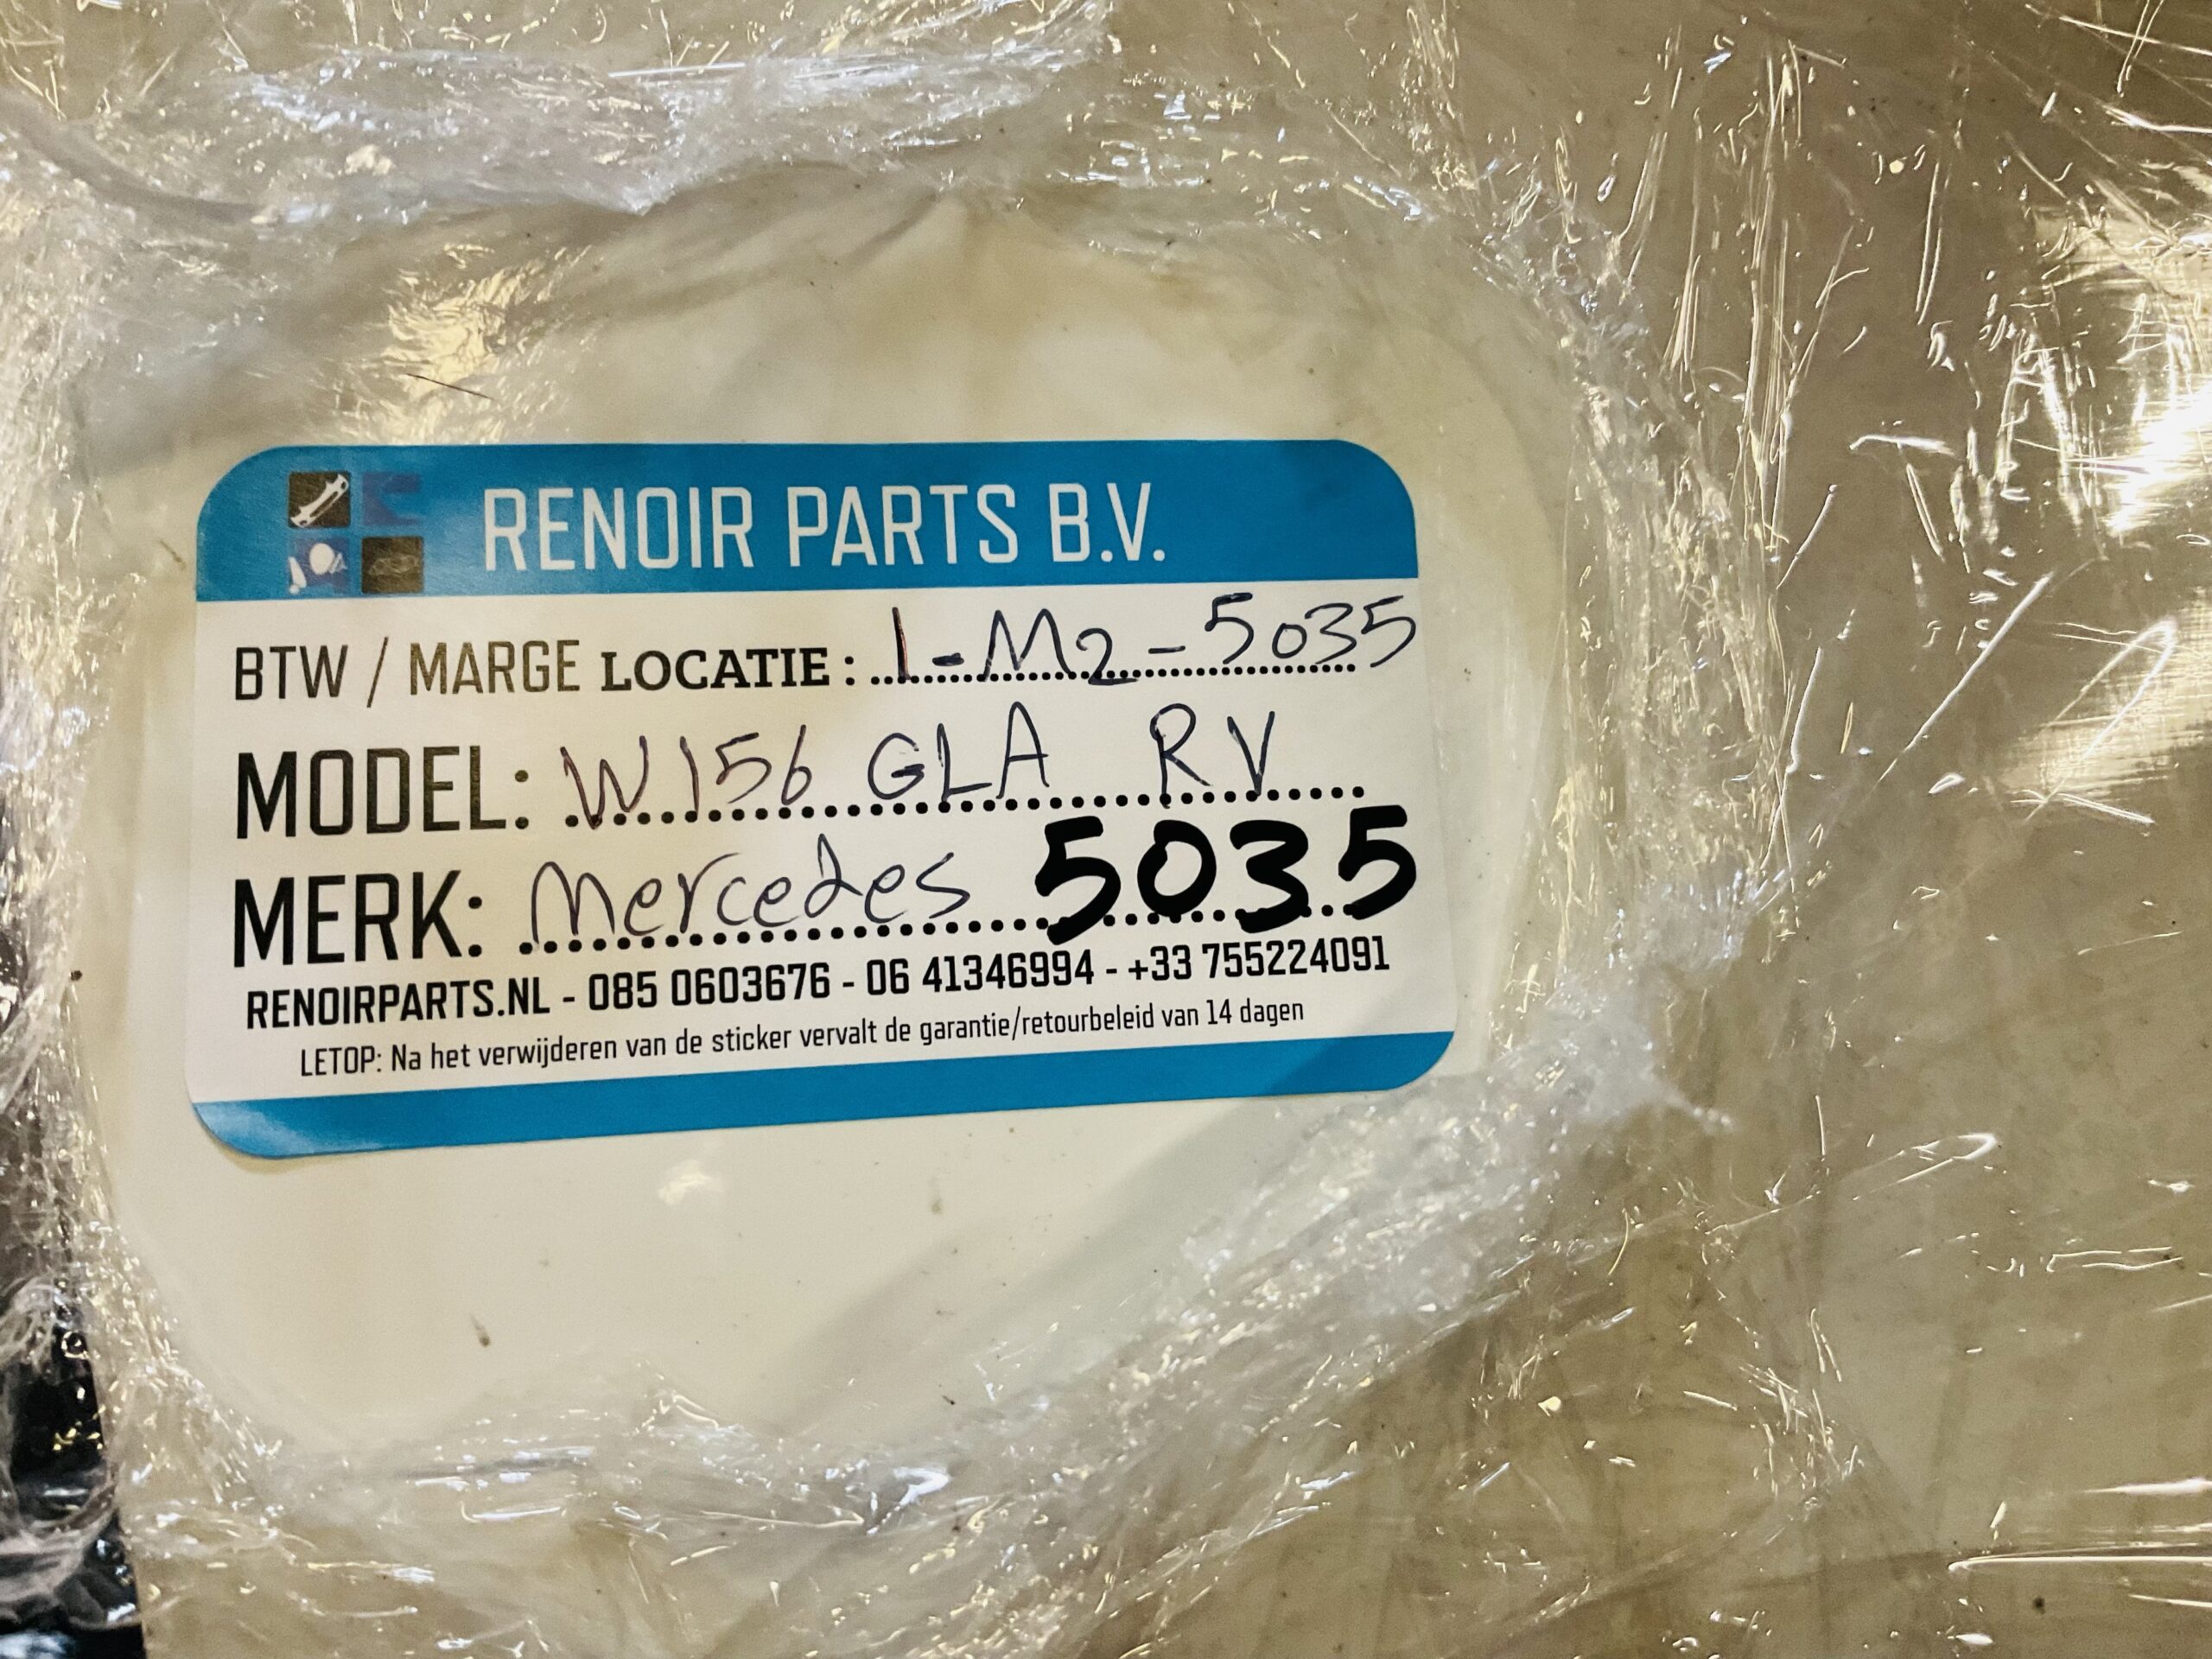 RENOIR PARTS B.V.
BTW / MARGE LOCATIE: 1-M2-5035
MODEL: W156 GLA RV
MERK: Mercedes 5035
RENOIRPARTS.NL - 085 0603676 - 06 41346994 - +33 755224091
LETOP: Na het verwijderen van de sticker vervalt de garantie/retourbeleid van 14 dagen